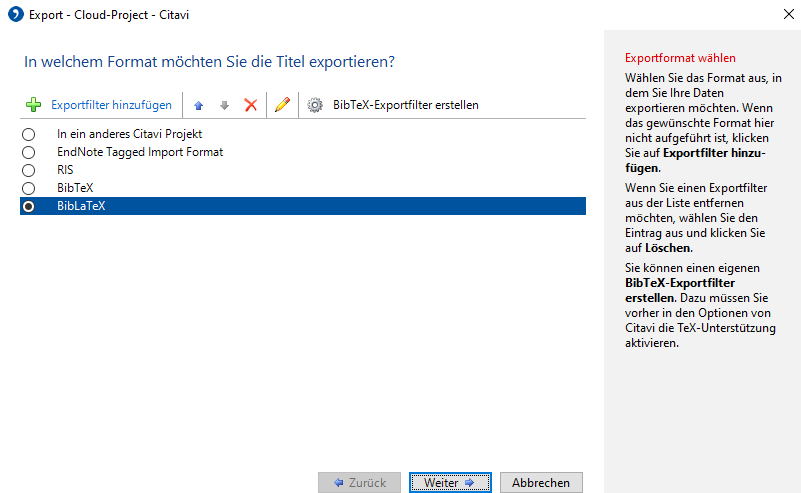 Export - Cloud-Project - Citavi
In welchem Format möchten Sie die Titel exportieren?
Exportfilter hinzufügen
BibTeX-Exportfilter erstellen
In ein anderes Citavi Projekt
EndNote Tagged Import Format
RIS
BibTeX
BibLaTeX
Exportformat wählen
Wählen Sie das Format aus, in
dem Sie Ihre Daten
exportieren möchten. Wenn
das gewünschte Format hier
nicht aufgeführt ist, klicken
Sie auf Exportfilter hinzu-
fügen.
Wenn Sie einen Exportfilter
aus der Liste entfernen
möchten, wählen Sie den
Eintrag aus und klicken Sie
auf Löschen.
Sie können einen eigenen
BibTeX-Exportfilter
erstellen. Dazu müssen Sie
vorher in den Optionen von
Citavi die TeX-Unterstützung
aktivieren.
Zurück
Weiter
Abbrechen